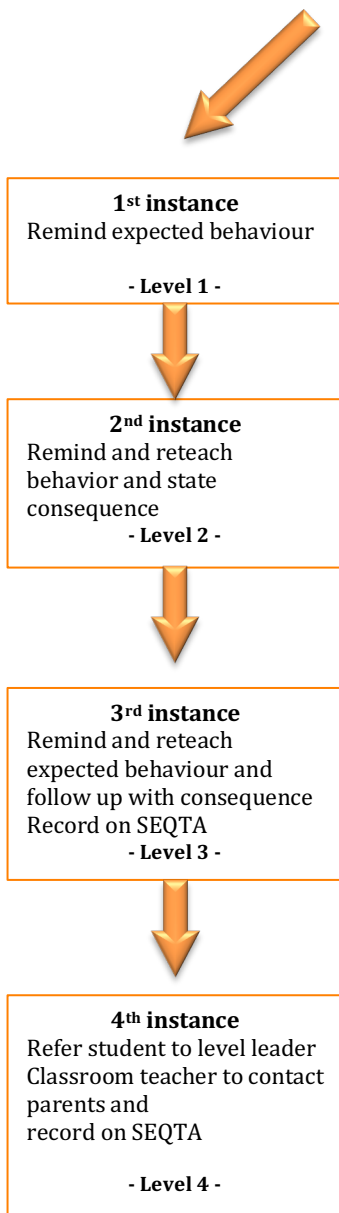 1st instance
Remind expected behaviour
- Level 1 -
2nd instance
Remind and reteach
behavior and state
consequence
- Level 2 -
3rd instance
Remind and reteach
expected behaviour and
follow up with consequence
Record on SEQTA
- Level 3 -
4th instance
Refer student to level leader
Classroom teacher to contact
parents and
record on SEQTA
- Level 4 -